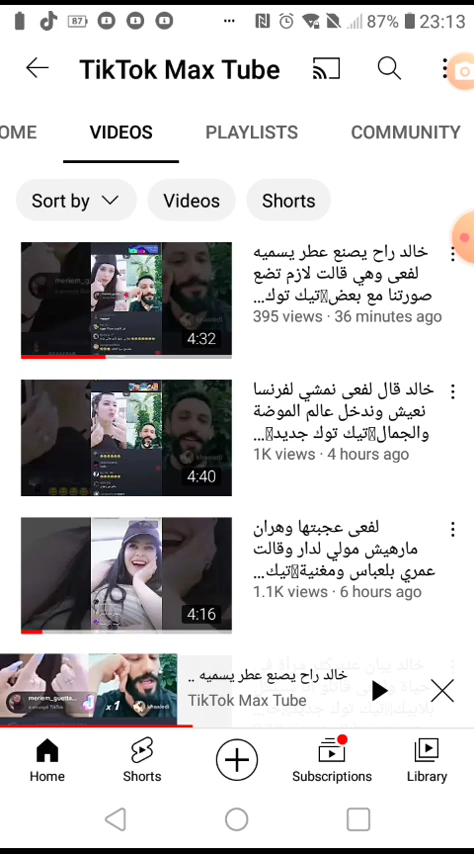 87
87%
23:13
TikTok Max Tube
OME
VIDEOS
PLAYLISTS
COMMUNITY
Sort by
Videos
Shorts
خالد راح يصنع عطر يسميه
لفعى وهي قالت لازم تضع
صورتنا مع بعض تيك توك...
395 views · 36 minutes ago
4:32
خالد قال لفعى نمشي لفرنسا
نعيش وندخل عالم الموضة
والجمال تيك توك جديد...
1K views · 4 hours ago
4:40
لفعى عجبتها وهران
مارهيش مولي لدار وقالت
عمري بلعباس ومغنية تيك...
1.1K views · 6 hours ago
4:16
meriem_guetta...
x1
khaaledi
خالد راح يصنع عطر يسميه ..
TikTok Max Tube
Home
Shorts
Subscriptions
Library